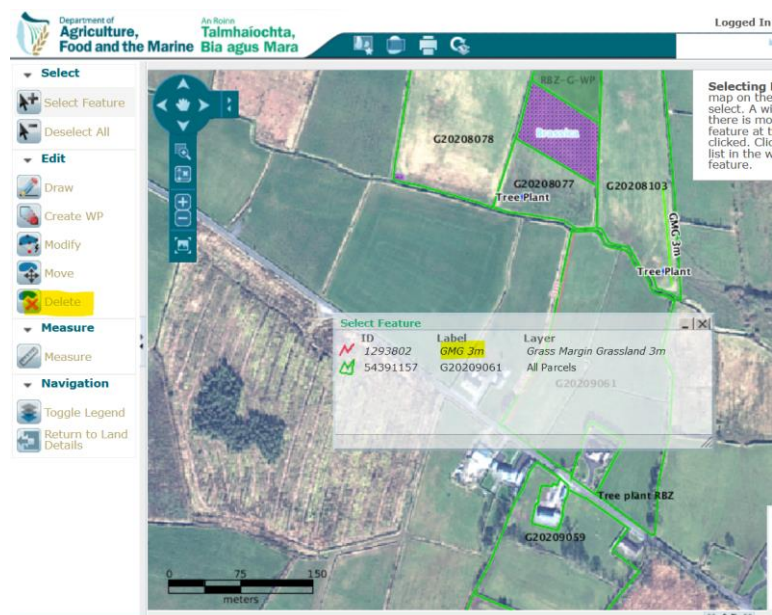 Department of
Agriculture,
Food and the Marine
An Roinn
Talmhaíochta,
Bia agus Mara
Logged In
Select
Select Feature
Deselect All
Edit
Draw
Create WP
Modify
Move
Delete
Measure
Measure
Navigation
Toggle Legend
Return to Land
Details
RBZ-G-WP
G20208078
Brassica
G20208077
G20208103
Tree Plant
GMG 3m
Tree Plant
Selecting
map on the
select. A wi
there is mo
feature at t
clicked. Clic
list in the w
feature.
Select Feature
ID Label Layer
1293802 GMG 3m Grass Margin Grassland 3m
54391157 G20209061 All Parcels
G20209061
Tree plant RBZ
G20209059
0 75 150
meters